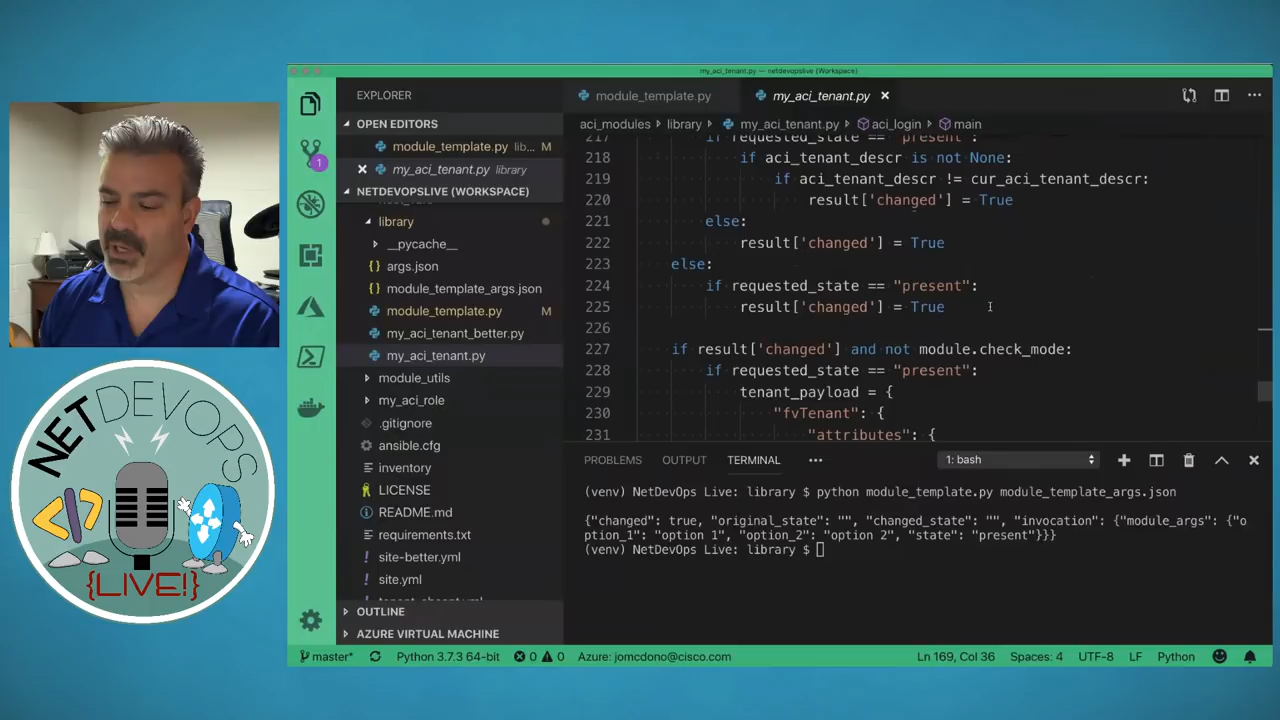 my_aci_tenant.py — netdevopslive (Workspace)
EXPLORER
module_template.py
my_aci_tenant.py
OPEN EDITORS
aci_modules library my_aci_tenant.py aci_login main
module_template.py lib... M
my_aci_tenant.py library
NETDEVOPSLIVE (WORKSPACE)
library
__pycache__
args.json
module_template_args.json
module_template.py M
my_aci_tenant_better.py
my_aci_tenant.py
module_utils
my_aci_role
.gitignore
ansible.cfg
inventory
LICENSE
README.md
requirements.txt
site-better.yml
site.yml
OUTLINE
AZURE VIRTUAL MACHINE
1
217 if requested_state == "present":
218 if aci_tenant_descr is not None:
219 if aci_tenant_descr != cur_aci_tenant_descr:
220 result['changed'] = True
221 else:
222 result['changed'] = True
223 else:
224 if requested_state == "present":
225 result['changed'] = True
226
227 if result['changed'] and not module.check_mode:
228 if requested_state == "present":
229 tenant_payload = {
230 "fvTenant": {
231 "attributes": {
PROBLEMS OUTPUT TERMINAL ... 1: bash
(venv) NetDevOps Live: library $ python module_template.py module_template_args.json
{"changed": true, "original_state": "", "changed_state": "", "invocation": {"module_args": {"o
ption_1": "option 1", "option_2": "option 2", "state": "present"}}}
(venv) NetDevOps Live: library $
master* Python 3.7.3 64-bit 0 0 Azure: jomcdono@cisco.com Ln 169, Col 36 Spaces: 4 UTF-8 LF Python
NETDEVOPS
</>
{LIVE!}